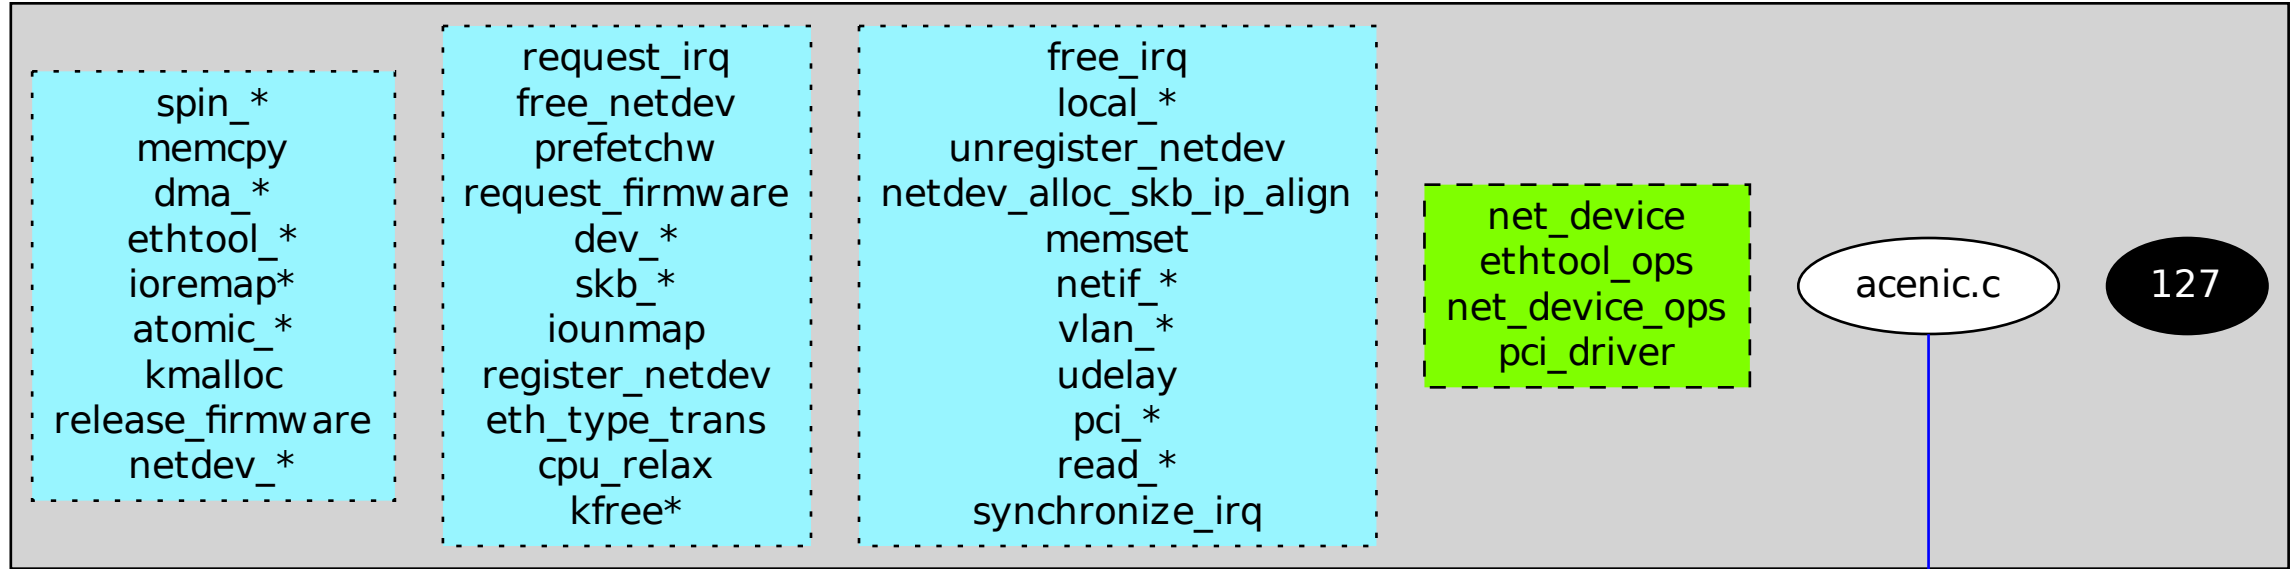 spin_*
memcpy
dma_*
ethtool_*
ioremap*
atomic_*
kmalloc
release_firmware
netdev_*
request_irq
free_netdev
prefetchw
request_firmware
dev_*
skb_*
iounmap
register_netdev
eth_type_trans
cpu_relax
kfree*
free_irq
local_*
unregister_netdev
netdev_alloc_skb_ip_align
memset
netif_*
vlan_*
udelay
pci_*
read_*
synchronize_irq
net_device
ethtool_ops
net_device_ops
pci_driver
acenic.c
127